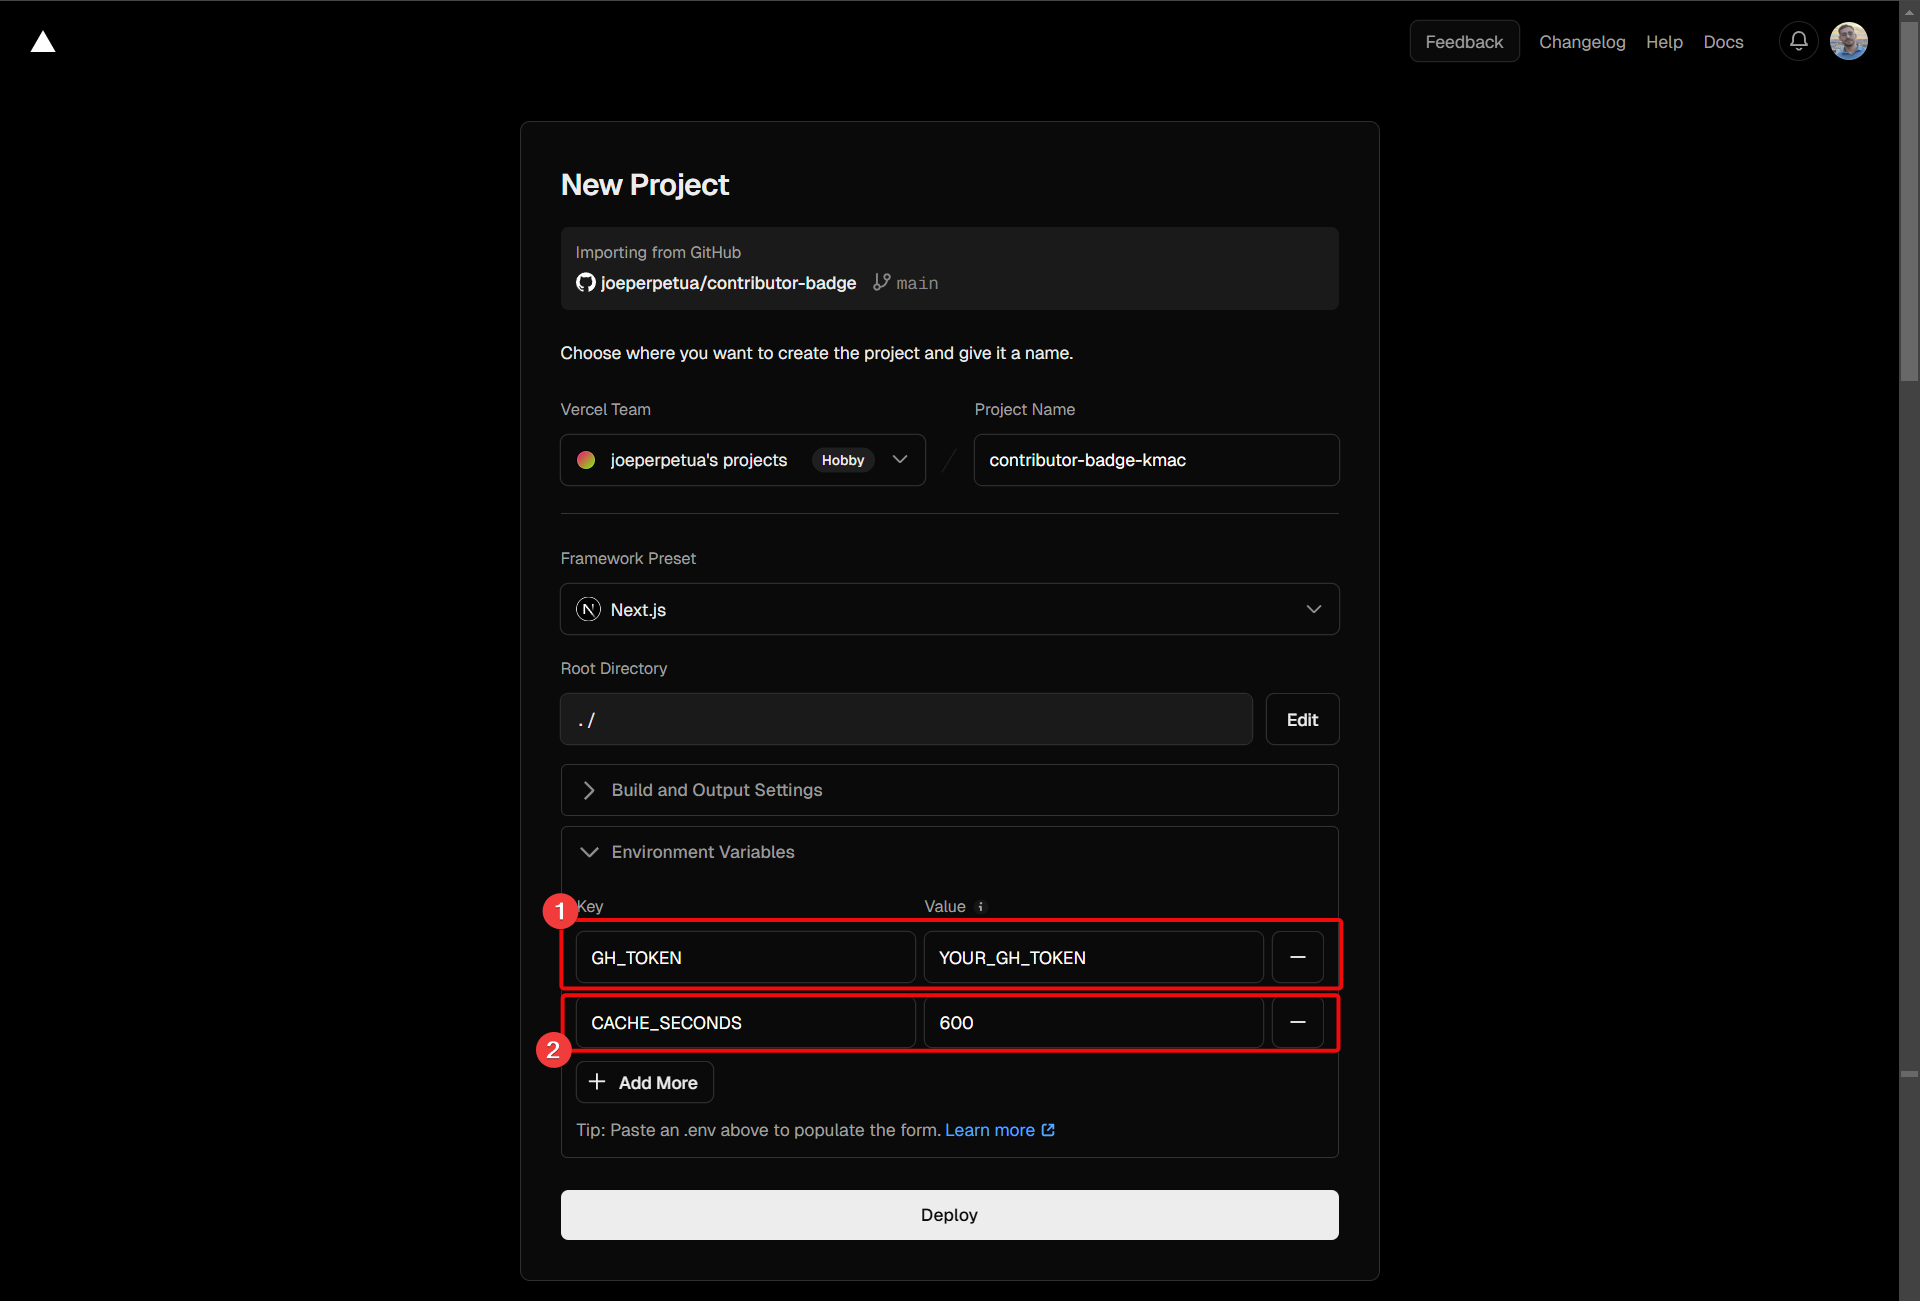 Feedback Changelog Help Docs
New Project
Importing from GitHub
joeperpetua/contributor-badge main
Choose where you want to create the project and give it a name.
Vercel Team Project Name
joeperpetua's projects Hobby / contributor-badge-kmac
Framework Preset
N Next.js
Root Directory
./ Edit
Build and Output Settings
Environment Variables
1 Key Value
GH_TOKEN YOUR_GH_TOKEN
CACHE_SECONDS 600
2
Add More
Tip: Paste an .env above to populate the form. Learn more
Deploy